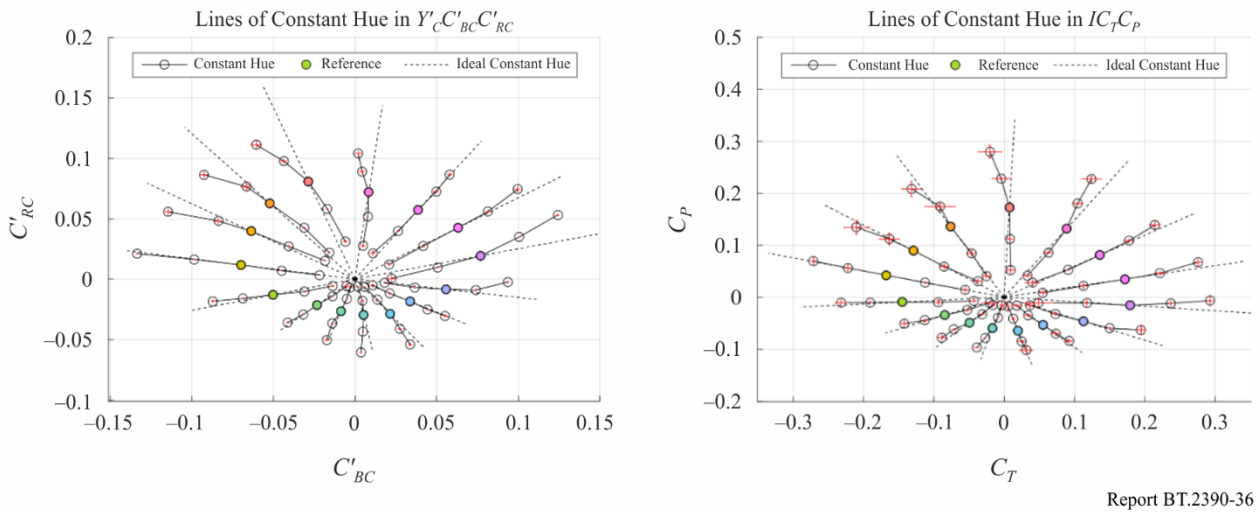 Lines of Constant Hue in Y′CC′BCC′RC
Constant Hue
Reference
Ideal Constant Hue
0.2
0.15
0.1
0.05
0
–0.05
–0.1
C′RC
–0.15
–0.1
–0.05
0
0.05
0.1
0.15
C′BC
Lines of Constant Hue in ICTCP
Constant Hue
Reference
Ideal Constant Hue
0.5
0.4
0.3
0.2
0.1
0
–0.1
–0.2
CP
–0.3
–0.2
–0.1
0
0.1
0.2
0.3
CT
Report BT.2390-36